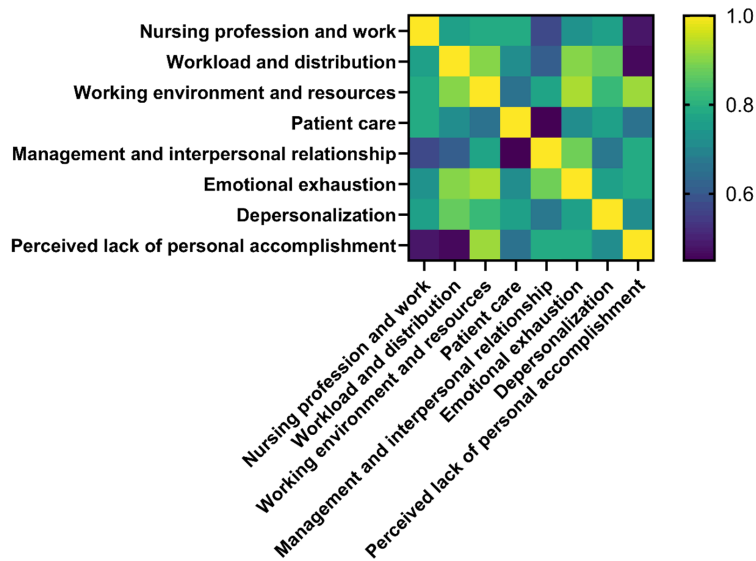 Nursing profession and work
Workload and distribution
Working environment and resources
Patient care
Management and interpersonal relationship
Emotional exhaustion
Depersonalization
Perceived lack of personal accomplishment
1.0
0.8
0.6
Nursing profession and work
Workload and distribution
Working environment and resources
Patient care
Management and interpersonal relationship
Emotional exhaustion
Depersonalization
Perceived lack of personal accomplishment